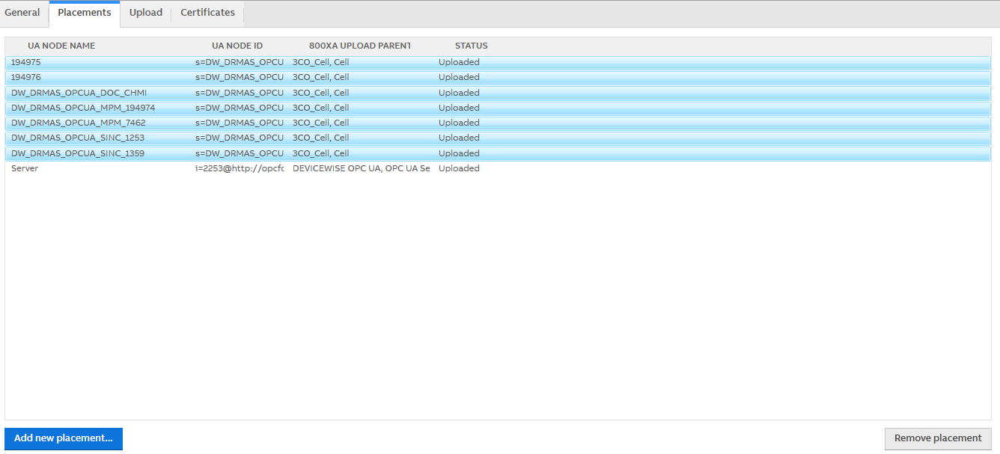 General Placements Upload Certificates
UA NODE NAME UA NODE ID 800XA UPLOAD PARENT STATUS
194975 s=DW_DRMAS_OPCU 3CO_Cell, Cell Uploaded
194976 s=DW_DRMAS_OPCU 3CO_Cell, Cell Uploaded
DW_DRMAS_OPCUA_DOC_CHMI s=DW_DRMAS_OPCU 3CO_Cell, Cell Uploaded
DW_DRMAS_OPCUA_MPM_194974 s=DW_DRMAS_OPCU 3CO_Cell, Cell Uploaded
DW_DRMAS_OPCUA_MPM_7462 s=DW_DRMAS_OPCU 3CO_Cell, Cell Uploaded
DW_DRMAS_OPCUA_SINC_1253 s=DW_DRMAS_OPCU 3CO_Cell, Cell Uploaded
DW_DRMAS_OPCUA_SINC_1359 s=DW_DRMAS_OPCU 3CO_Cell, Cell Uploaded
Server i=2253@http://opcfo DEVICEWISE OPC UA, OPC UA Se Uploaded
Add new placement... Remove placement